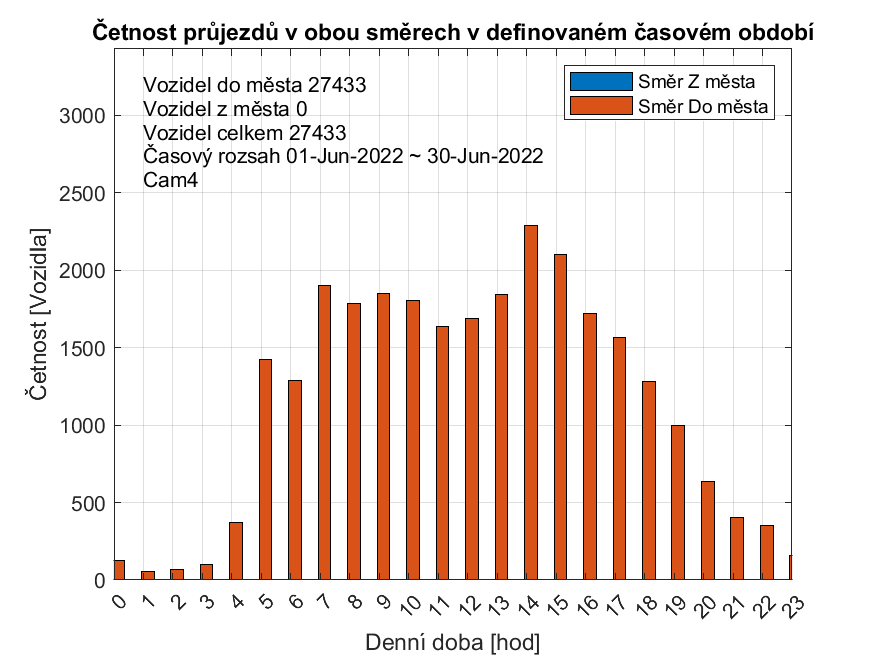 Četnost průjezdů v obou směrech v definovaném časovém období
Vozidel do města 27433
Vozidel z města 0
Vozidel celkem 27433
Časový rozsah 01-Jun-2022 ~ 30-Jun-2022
Cam4
Směr Z města
Směr Do města
Četnost [Vozidla]
3000
2500
2000
1500
1000
500
0
0 1 2 3 4 5 6 7 8 9 10 11 12 13 14 15 16 17 18 19 20 21 22 23
Denní doba [hod]